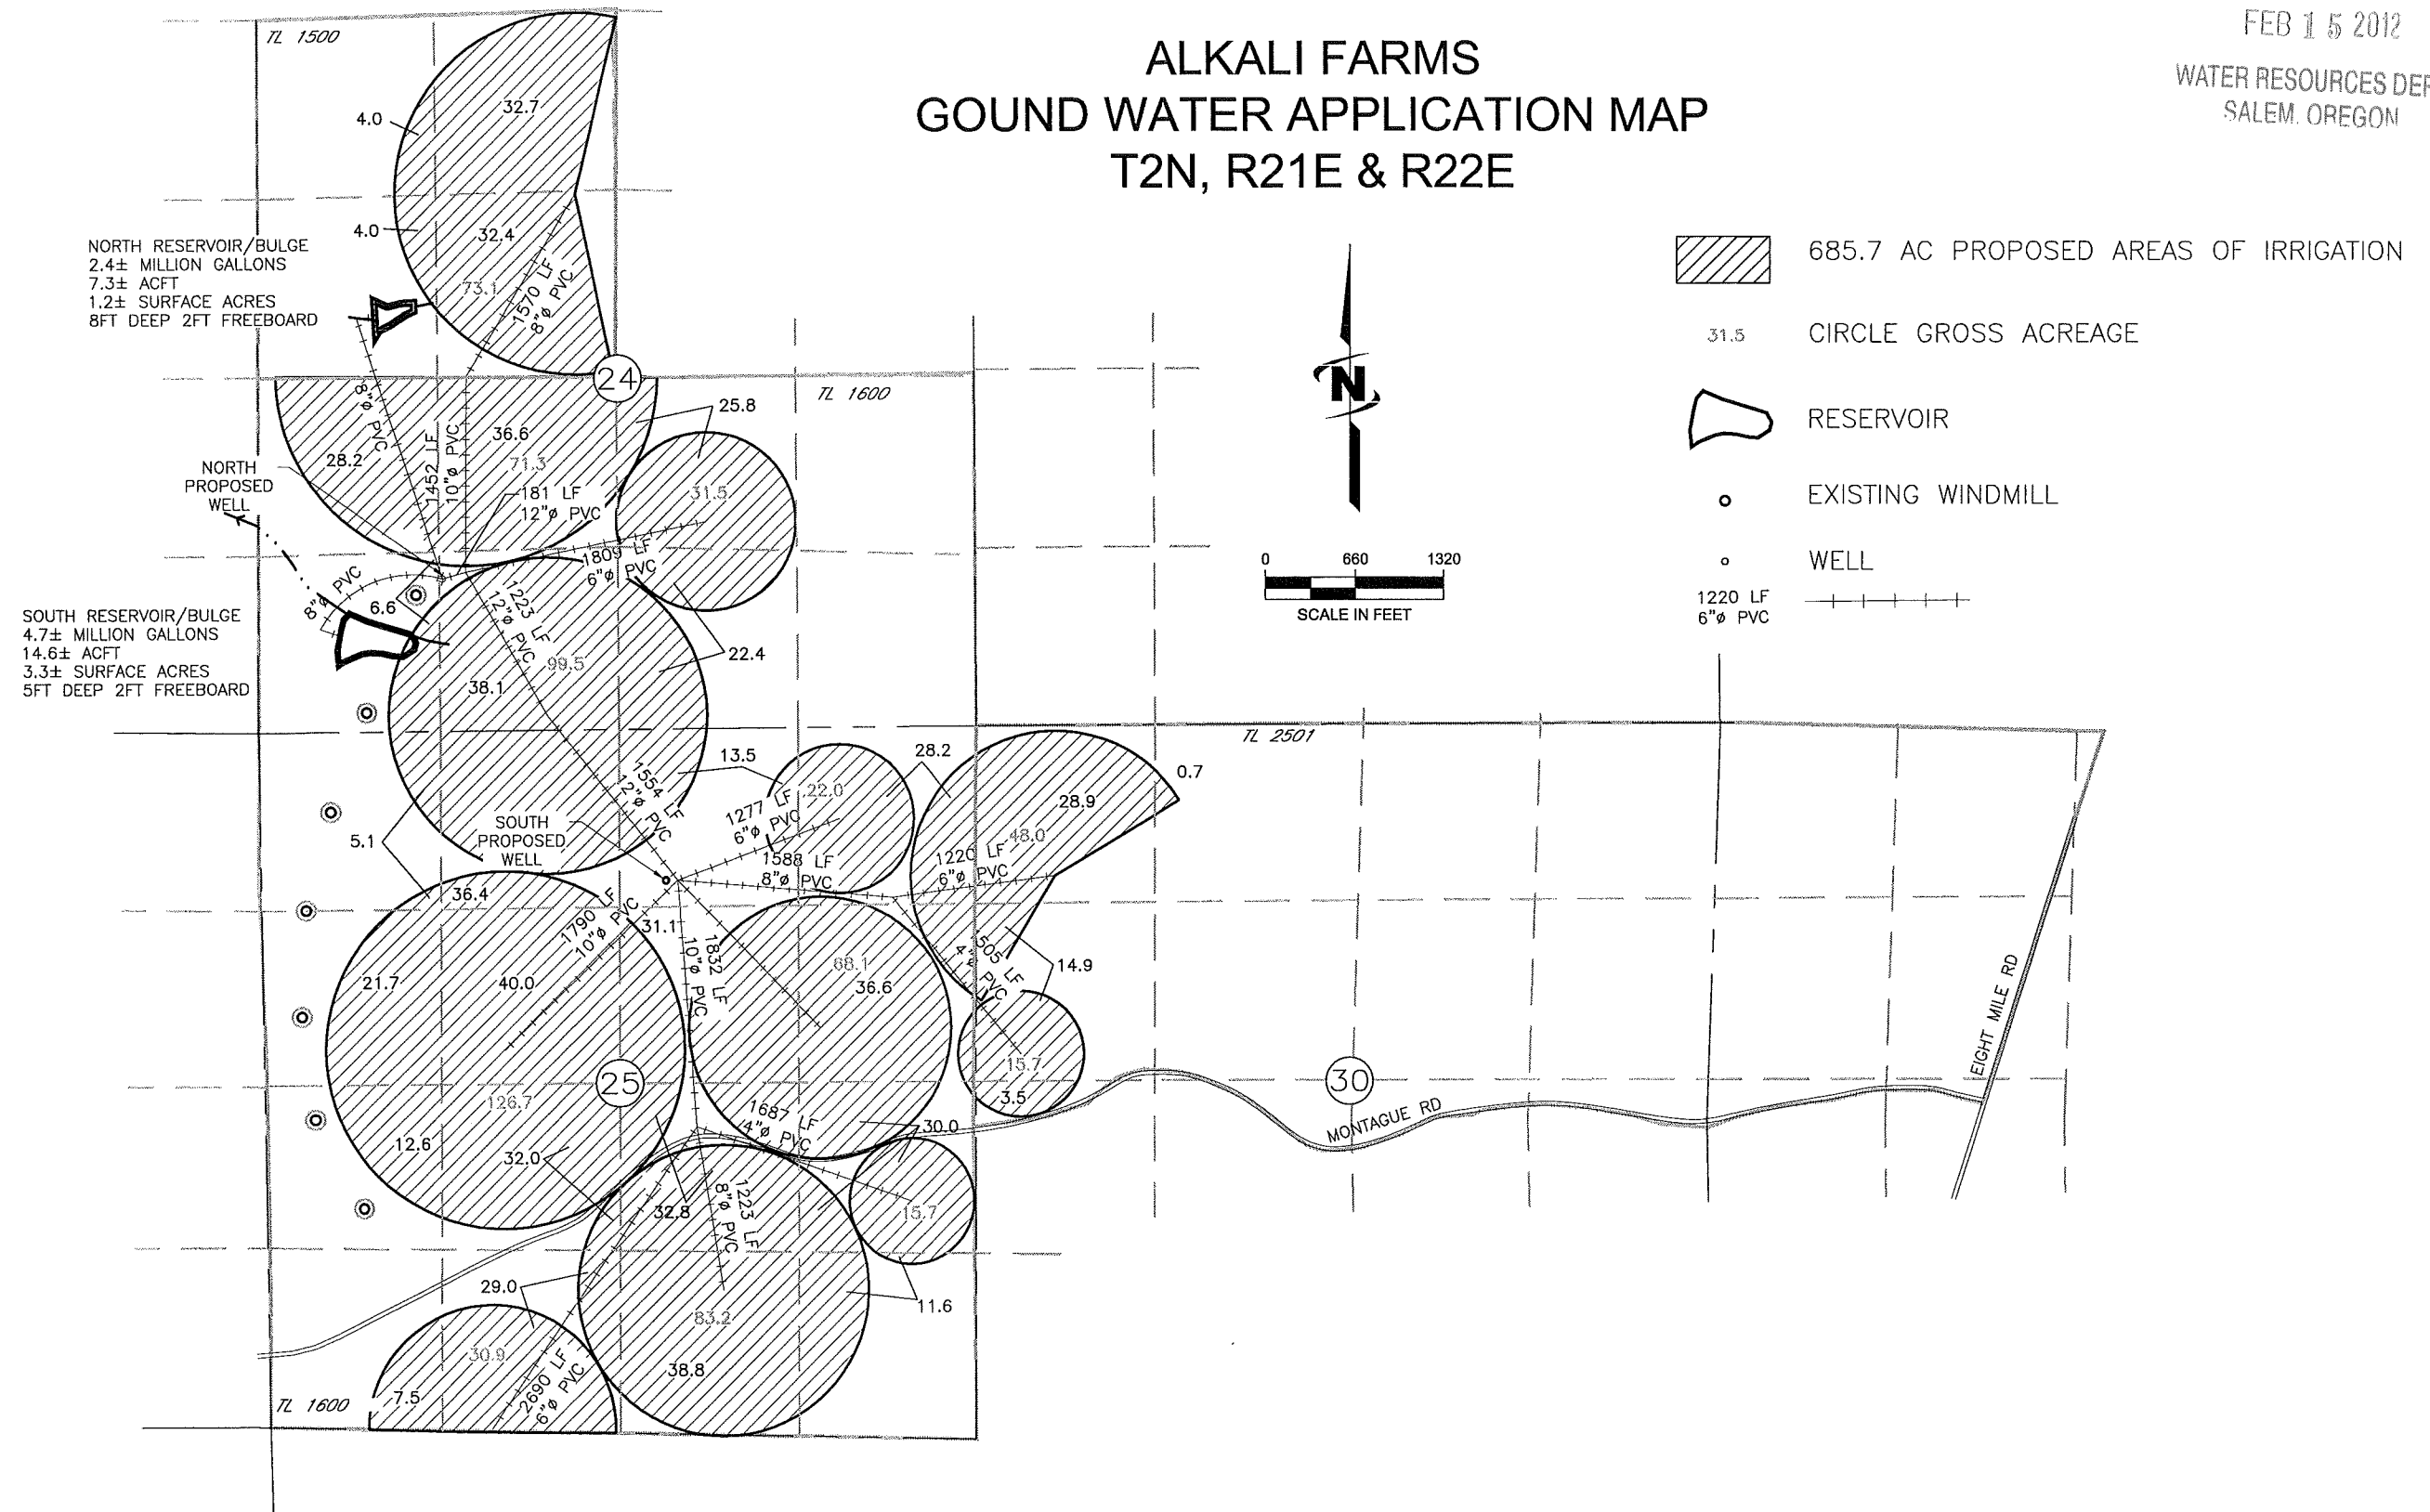 FEB 15 2012
WATER RESOURCES DEP
SALEM, OREGON
ALKALI FARMS
GOUND WATER APPLICATION MAP
T2N, R21E & R22E
TL 1500
32.7
4.0
4.0
32.4
73.1
1570 LF
8"ø PVC
NORTH RESERVOIR/BULGE
2.4± MILLION GALLONS
7.3± ACFT
1.2± SURFACE ACRES
8FT DEEP 2FT FREEBOARD
685.7 AC PROPOSED AREAS OF IRRIGATION
31.5
CIRCLE GROSS ACREAGE
RESERVOIR
EXISTING WINDMILL
WELL
1220 LF
6"ø PVC
N
0 660 1320
SCALE IN FEET
24
TL 1600
8"ø PVC
1452 LF
10"ø PVC
36.6
25.8
28.2
71.3
31.5
NORTH
PROPOSED
WELL
181 LF
12"ø PVC
1809 LF
6"ø PVC
8"ø PVC
6.6
1223 LF
12"ø PVC
SOUTH RESERVOIR/BULGE
4.7± MILLION GALLONS
14.6± ACFT
3.3± SURFACE ACRES
5FT DEEP 2FT FREEBOARD
99.5
22.4
38.1
TL 2501
13.5
28.2
0.7
1554 LF
12"ø PVC
22.0
1277 LF
6"ø PVC
28.9
48.0
SOUTH
PROPOSED
WELL
5.1
1588 LF
8"ø PVC
1220 LF
6"ø PVC
36.4
1790 LF
10"ø PVC
31.1
1832 LF
10"ø PVC
68.1
36.6
1505 LF
4"ø PVC
14.9
21.7
40.0
15.7
3.5
25
30
126.7
12.6
32.0
1687 LF
4"ø PVC
30.0
MONTAGUE RD
EIGHT MILE RD
32.8
1223 LF
8"ø PVC
15.7
29.0
11.6
83.2
38.8
30.9
7.5
2690 LF
6"ø PVC
TL 1600